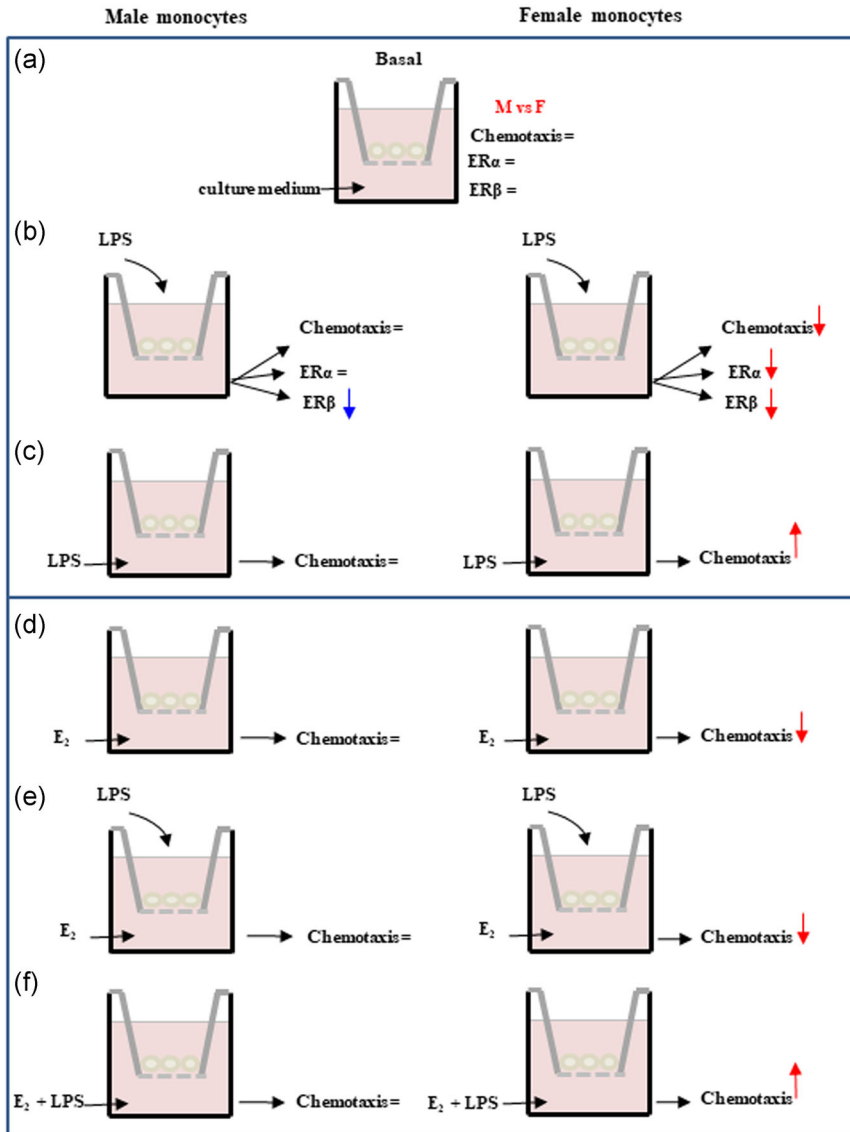 Male monocytes
Female monocytes
(a)
Basal
M vs F
Chemotaxis=
ERα =
ERβ =
culture medium
(b)
LPS
Chemotaxis=
ERα =
ERβ
LPS
Chemotaxis
ERα
ERβ
(c)
LPS
Chemotaxis=
LPS
Chemotaxis
(d)
E₂
Chemotaxis=
E₂
Chemotaxis
(e)
LPS
E₂
Chemotaxis=
LPS
E₂
Chemotaxis
(f)
E₂ + LPS
Chemotaxis=
E₂ + LPS
Chemotaxis